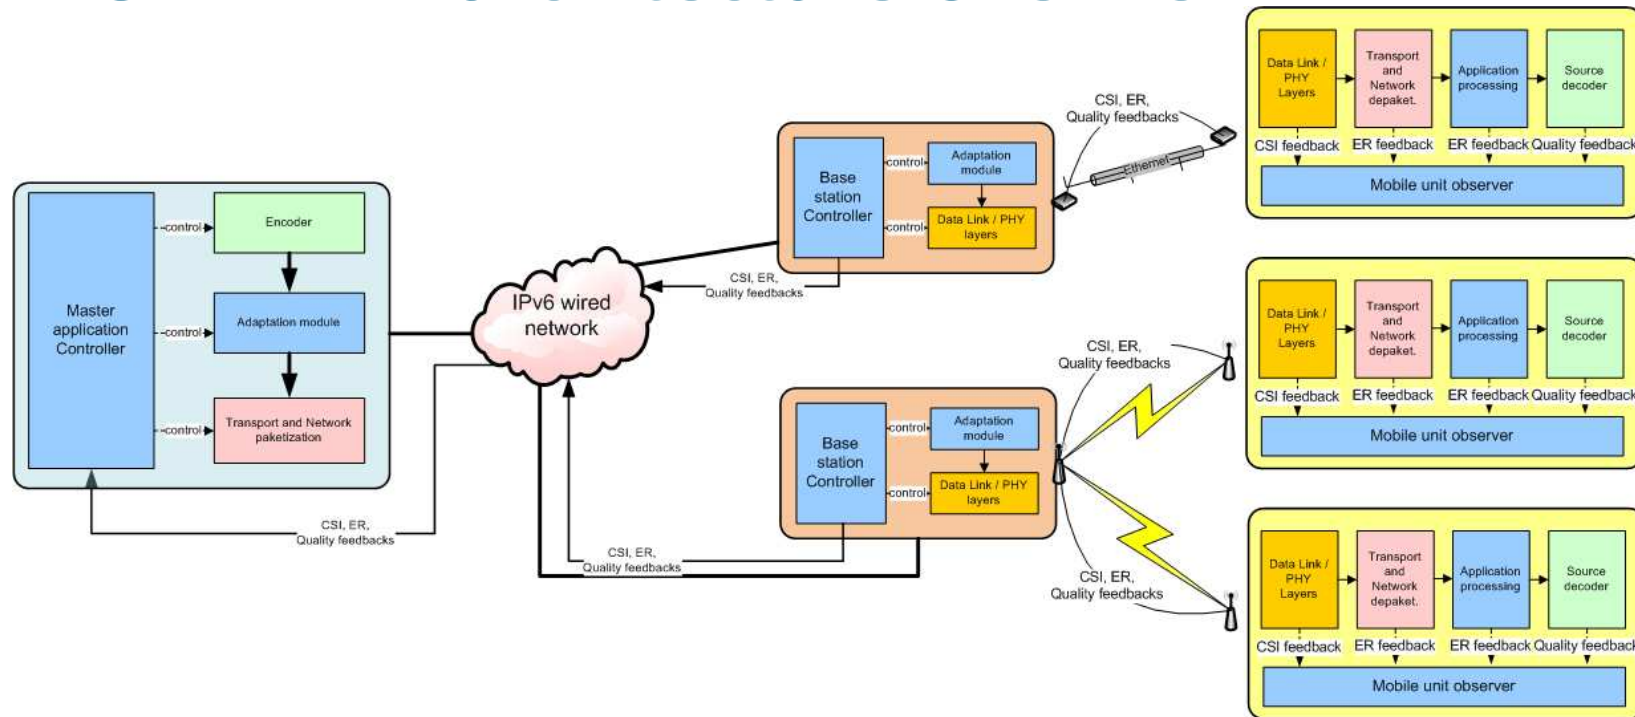 Master
application
Controller
control
Encoder
control
Adaptation module
control
Transport and Network
paketization
CSI, ER,
Quality feedbacks
IPv6 wired
network
CSI, ER,
Quality feedbacks
CSI, ER,
Quality feedbacks
Base
station
Controller
control
Adaptation
module
control
Data Link / PHY
layers
CSI, ER,
Quality feedbacks
Ethernet
Base
station
Controller
control
Adaptation
module
control
Data Link / PHY
layers
CSI, ER,
Quality feedbacks
CSI, ER,
Quality feedbacks
Data Link /
PHY
Layers
Transport
and
Network
depaket.
Application
processing
Source
decoder
CSI feedback
ER feedback
ER feedback
Quality feedback
Mobile unit observer
Data Link /
PHY
Layers
Transport
and
Network
depaket.
Application
processing
Source
decoder
CSI feedback
ER feedback
ER feedback
Quality feedback
Mobile unit observer
Data Link /
PHY
Layers
Transport
and
Network
depaket.
Application
processing
Source
decoder
CSI feedback
ER feedback
ER feedback
Quality feedback
Mobile unit observer